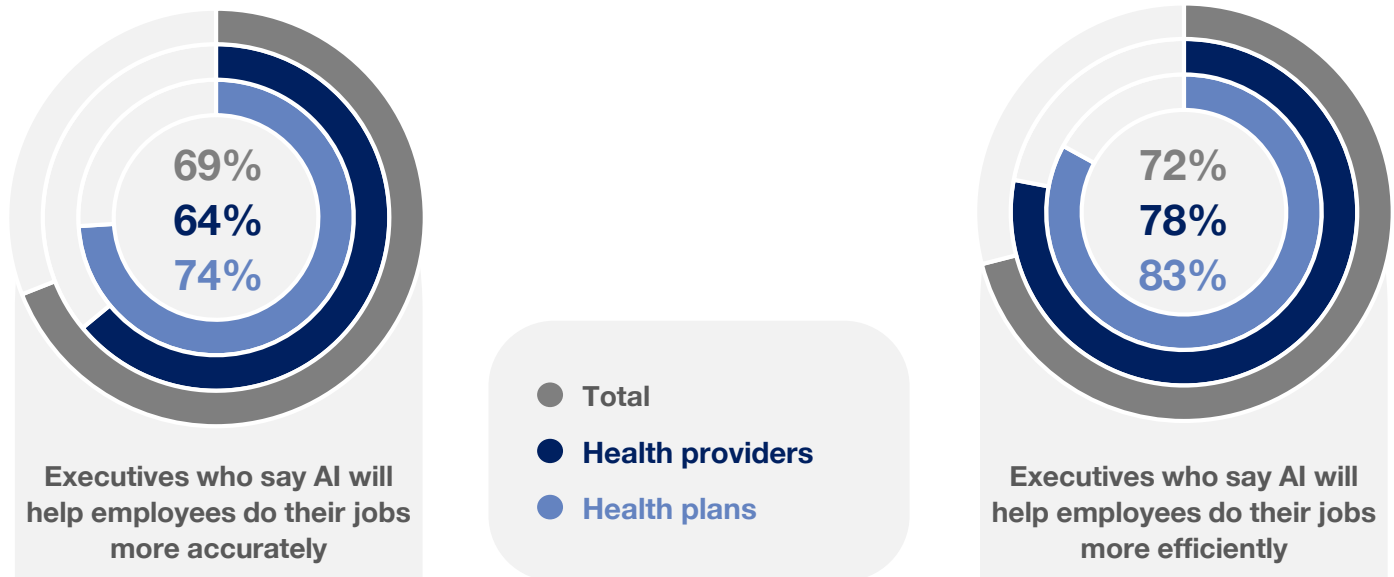 69%
64%
74%
Executives who say AI will
help employees do their jobs
more accurately
Total
Health providers
Health plans
72%
78%
83%
Executives who say AI will
help employees do their jobs
more efficiently